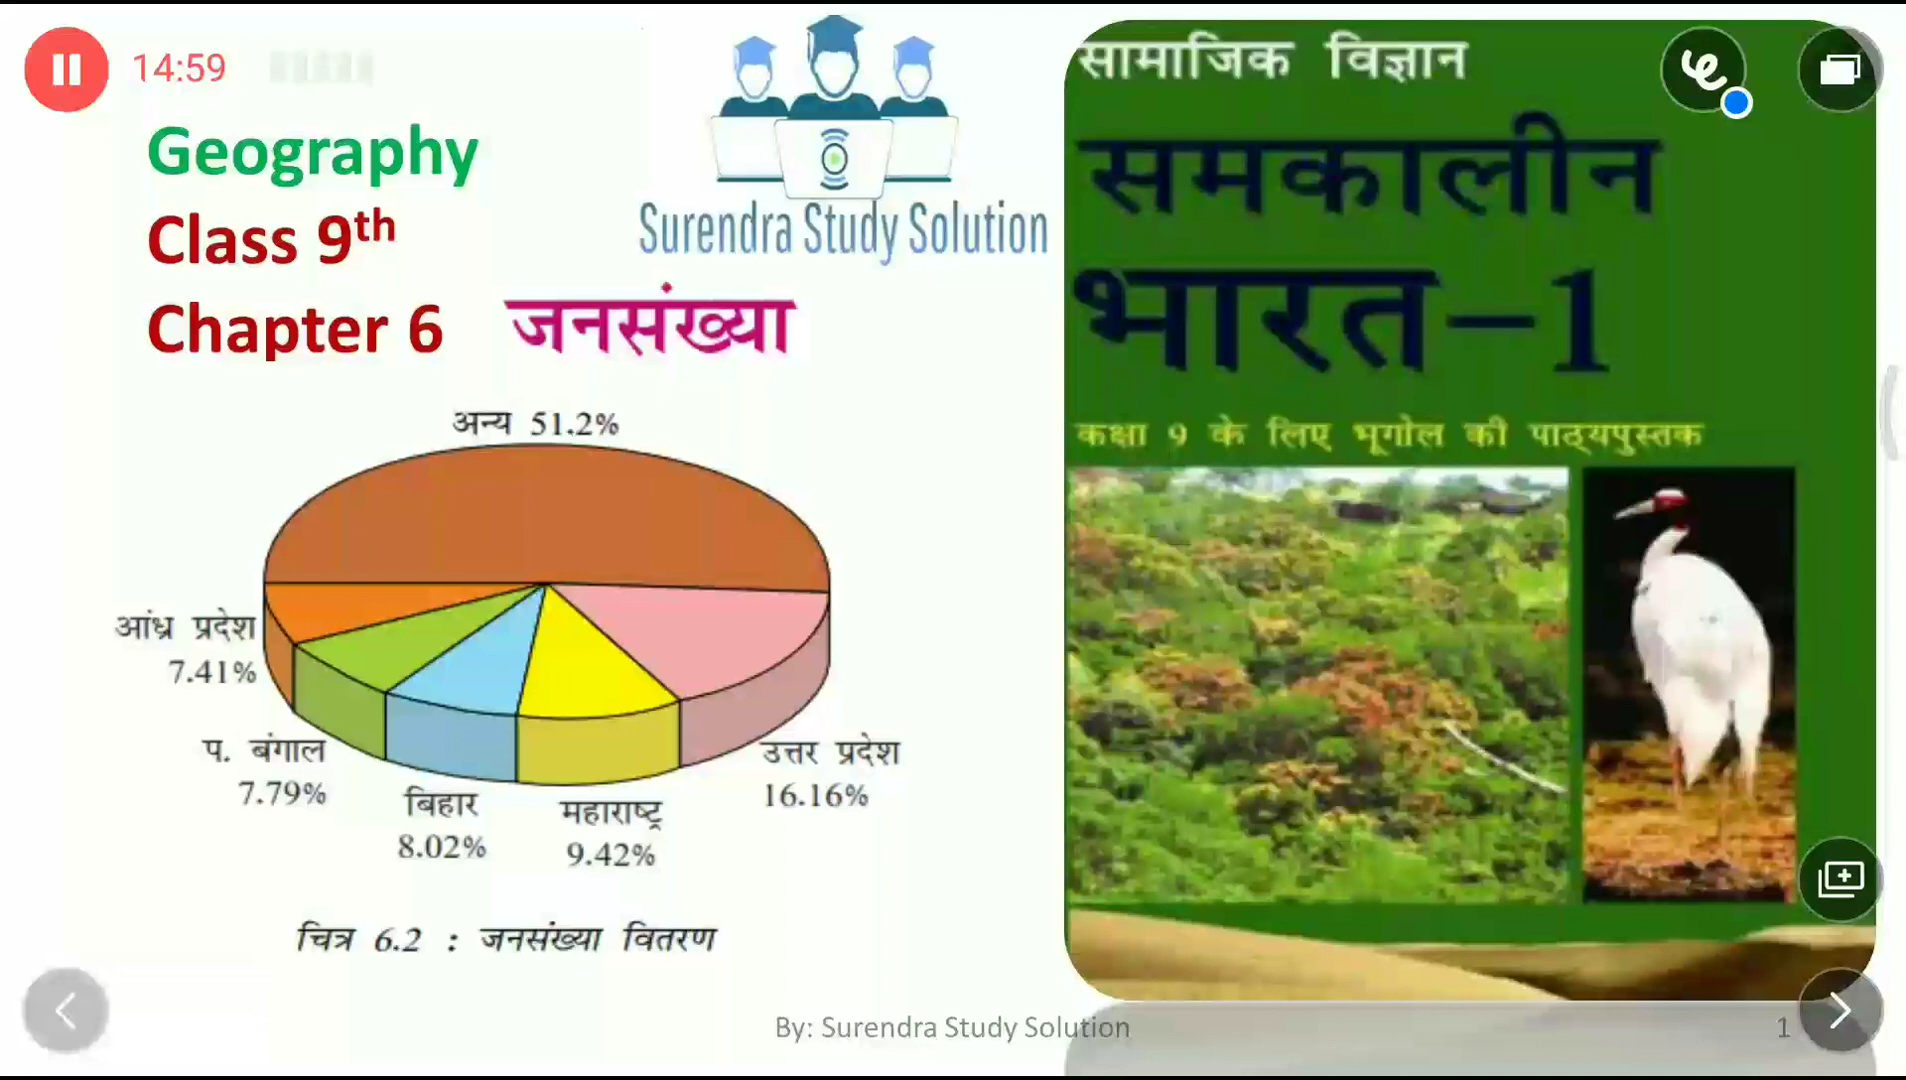 14:59
Geography
Class 9th
Chapter 6 जनसंख्या
Surendra Study Solution
अन्य 51.2%
आंध्र प्रदेश
7.41%
प. बंगाल
7.79%
बिहार
8.02%
महाराष्ट्र
9.42%
उत्तर प्रदेश
16.16%
चित्र 6.2 : जनसंख्या वितरण
सामाजिक विज्ञान
समकालीन
भारत–1
कक्षा 9 के लिए भूगोल की पाठ्यपुस्तक
By: Surendra Study Solution
1